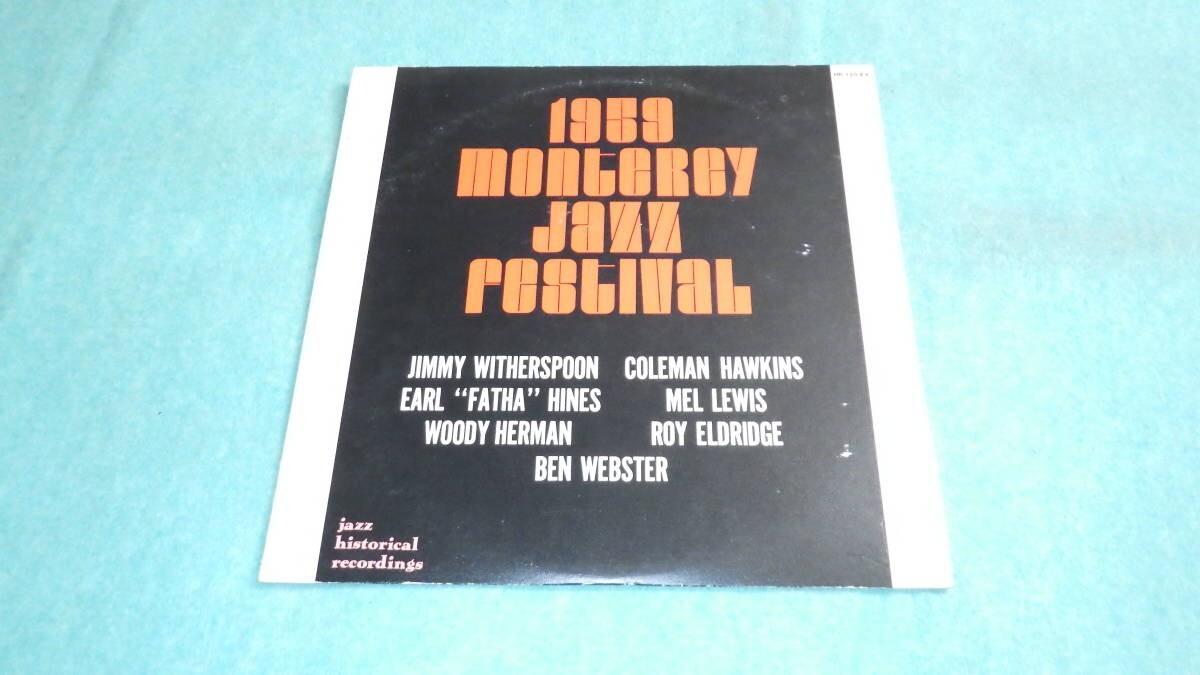 1959
monterey
jazz
festival
JIMMY WITHERSPOON COLEMAN HAWKINS
EARL "FATHA" HINES MEL LEWIS
WOODY HERMAN ROY ELDRIDGE
BEN WEBSTER
jazz
historical
recordings